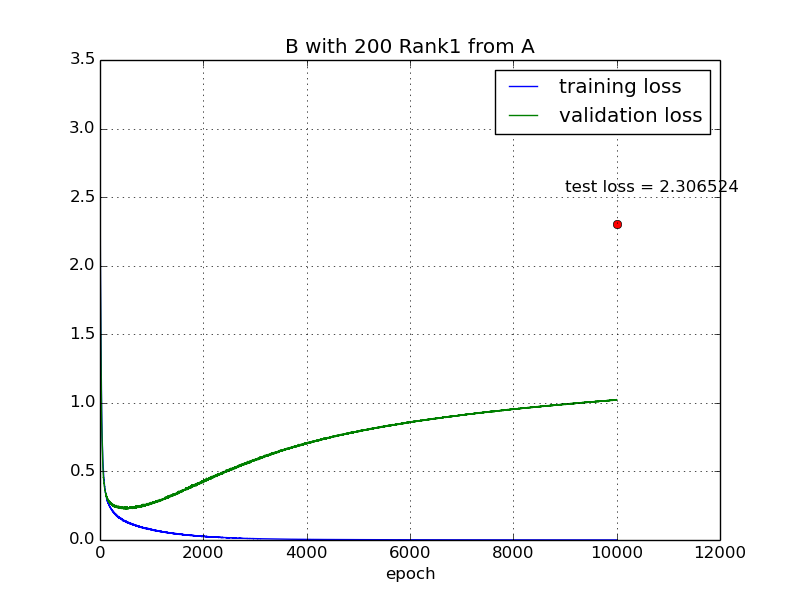 B with 200 Rank1 from A
3.5
3.0
2.5
2.0
1.5
1.0
0.5
0.0
training loss
validation loss
test loss = 2.306524
0 2000 4000 6000 8000 10000 12000
epoch